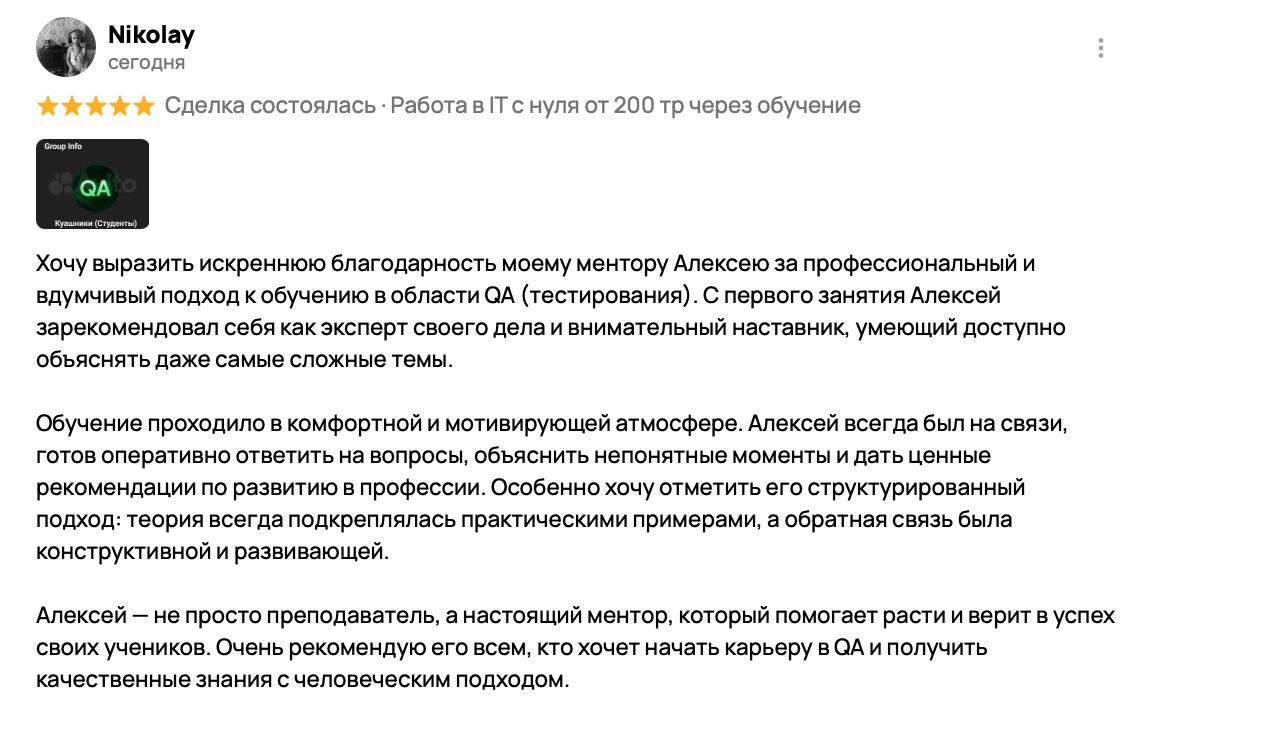 Nikolay
сегодня
Сделка состоялась · Работа в IT с нуля от 200 тр через обучение
Group Info
QA
Куашники (Студенты)
Хочу выразить искреннюю благодарность моему ментору Алексею за профессиональный и
вдумчивый подход к обучению в области QA (тестирования). С первого занятия Алексей
зарекомендовал себя как эксперт своего дела и внимательный наставник, умеющий доступно
объяснять даже самые сложные темы.
Обучение проходило в комфортной и мотивирующей атмосфере. Алексей всегда был на связи,
готов оперативно ответить на вопросы, объяснить непонятные моменты и дать ценные
рекомендации по развитию в профессии. Особенно хочу отметить его структурированный
подход: теория всегда подкреплялась практическими примерами, а обратная связь была
конструктивной и развивающей.
Алексей — не просто преподаватель, а настоящий ментор, который помогает расти и верит в успех
своих учеников. Очень рекомендую его всем, кто хочет начать карьеру в QA и получить
качественные знания с человеческим подходом.